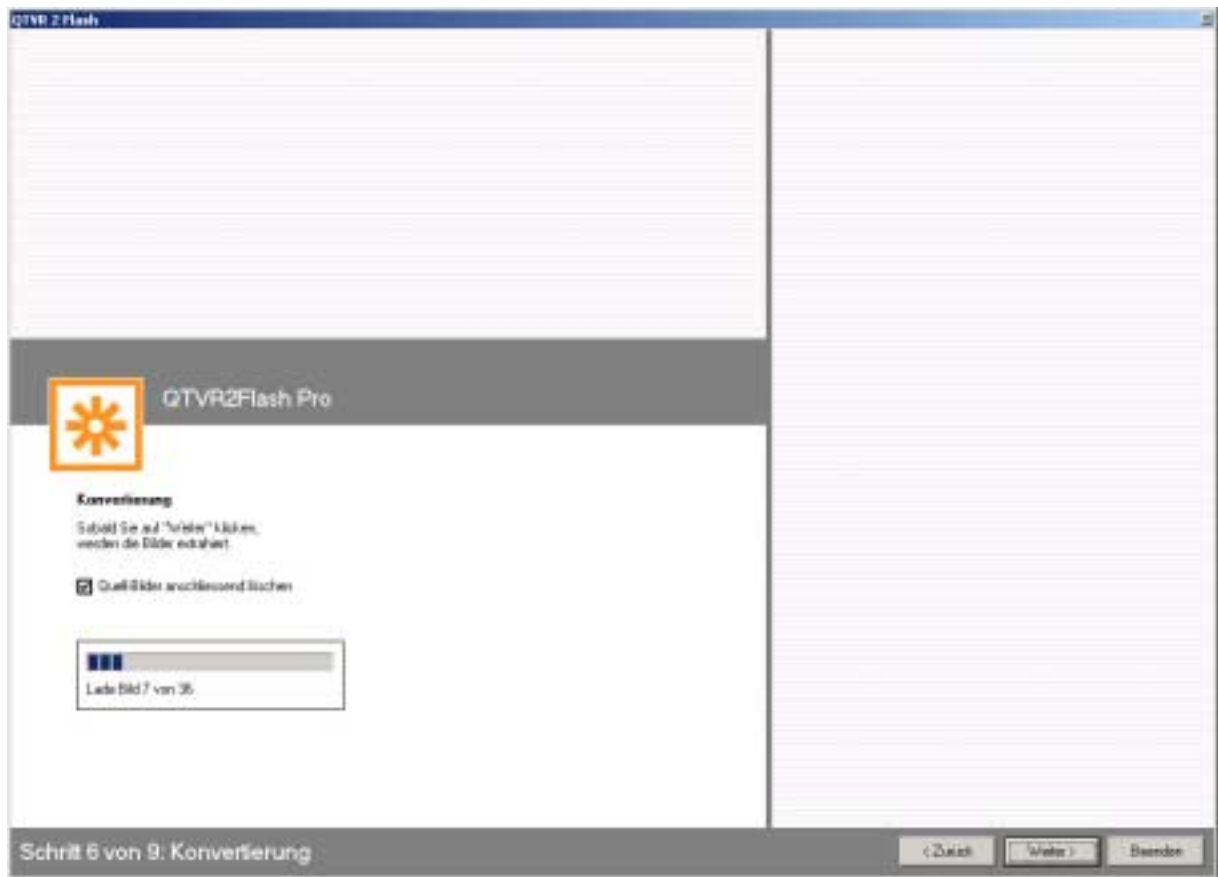 QTVR 2 Flash
QTVR2Flash Pro
Konvertierung
Sobald Sie auf "Weiter" klicken,
werden die Bilder extrahiert.
Quell-Bilder anschliessend löschen
Lade Bild 7 von 36
Schritt 6 von 9: Konvertierung
< Zurück
Weiter >
Beenden